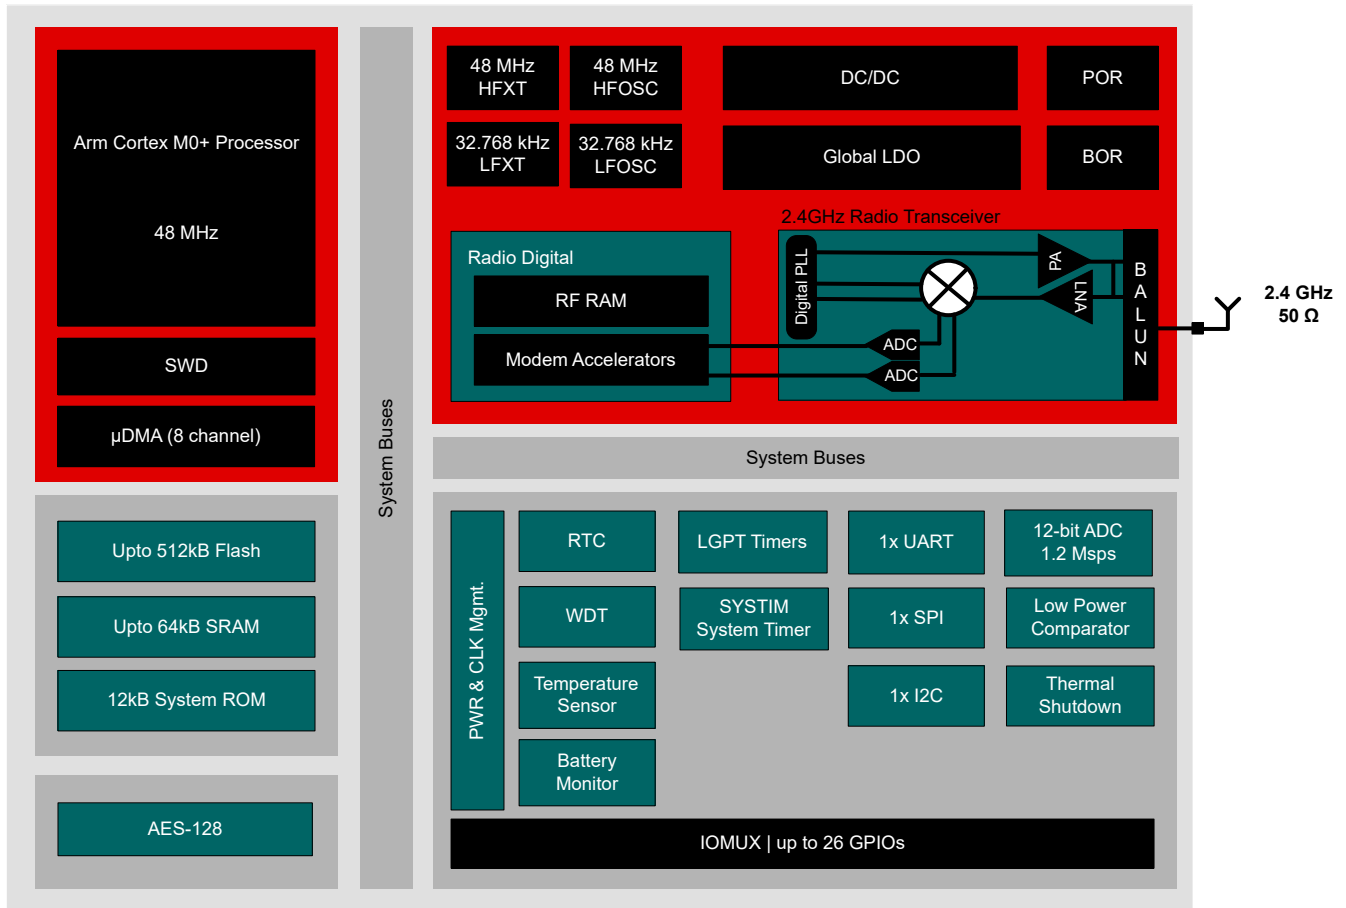 Arm Cortex M0+ Processor
48 MHz
SWD
µDMA (8 channel)
Upto 512kB Flash
Upto 64kB SRAM
12kB System ROM
AES-128
System Buses
48 MHz
HFXT
48 MHz
HFOSC
DC/DC
POR
32.768 kHz
LFXT
32.768 kHz
LFOSC
Global LDO
BOR
Radio Digital
RF RAM
Modem Accelerators
2.4GHz Radio Transceiver
Digital PLL
PA
LNA
ADC
ADC
B
A
L
U
N
2.4 GHz
50 Ω
System Buses
PWR & CLK Mgmt.
RTC
LGPT Timers
1x UART
12-bit ADC
1.2 Msps
WDT
SYSTIM
System Timer
1x SPI
Low Power
Comparator
Temperature
Sensor
1x I2C
Thermal
Shutdown
Battery
Monitor
IOMUX | up to 26 GPIOs